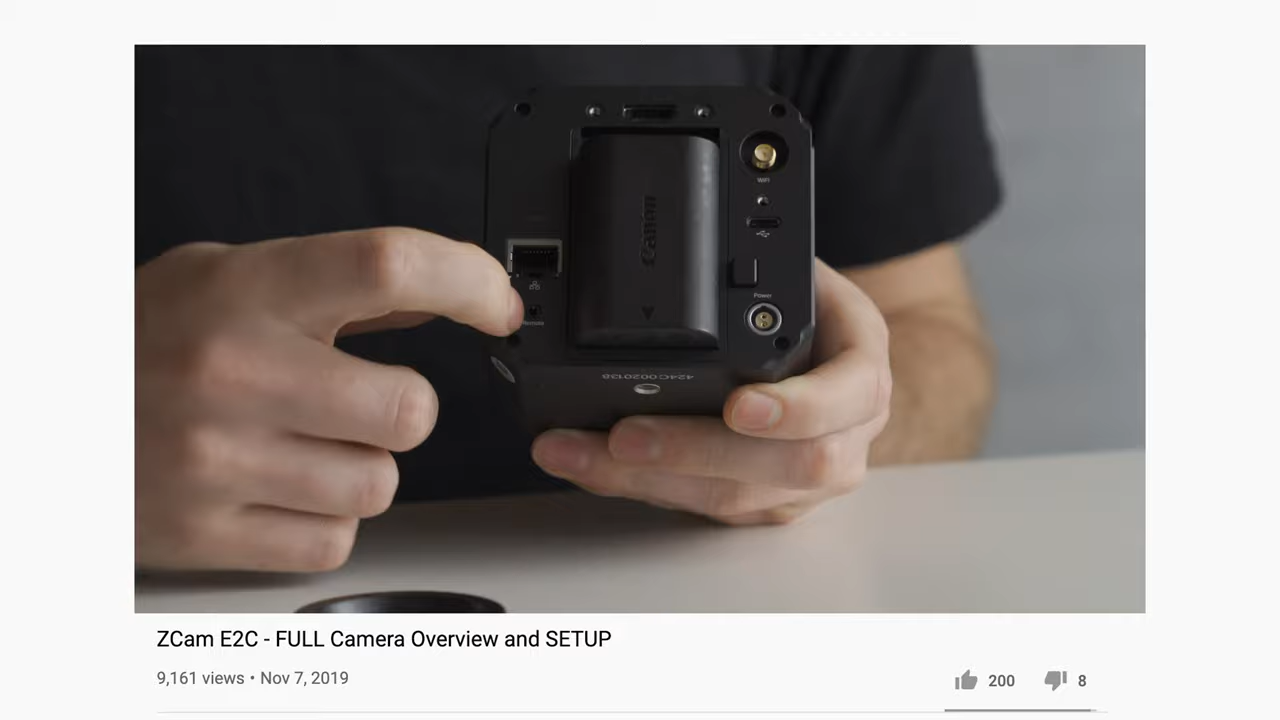 Canon
WiFi
Power
Remote
424C0020138
ZCam E2C - FULL Camera Overview and SETUP
9,161 views • Nov 7, 2019
200
8